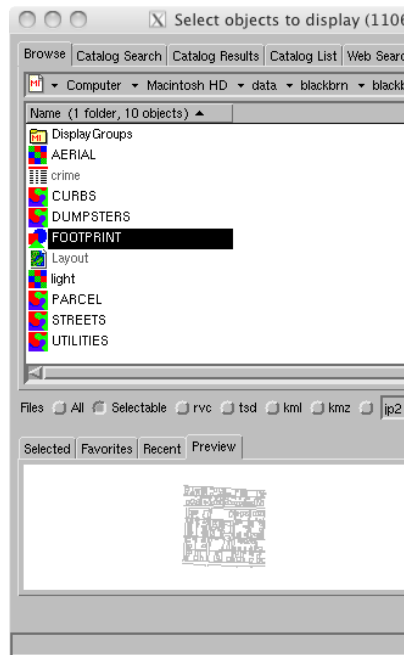 X Select objects to display (1106
Browse Catalog Search Catalog Results Catalog List Web Searc
Computer Macintosh HD data blackbrn blackb
Name (1 folder, 10 objects)
DisplayGroups
AERIAL
crime
CURBS
DUMPSTERS
FOOTPRINT
Layout
light
PARCEL
STREETS
UTILITIES
Files All Selectable rvc tsd kml kmz jp2
Selected Favorites Recent Preview